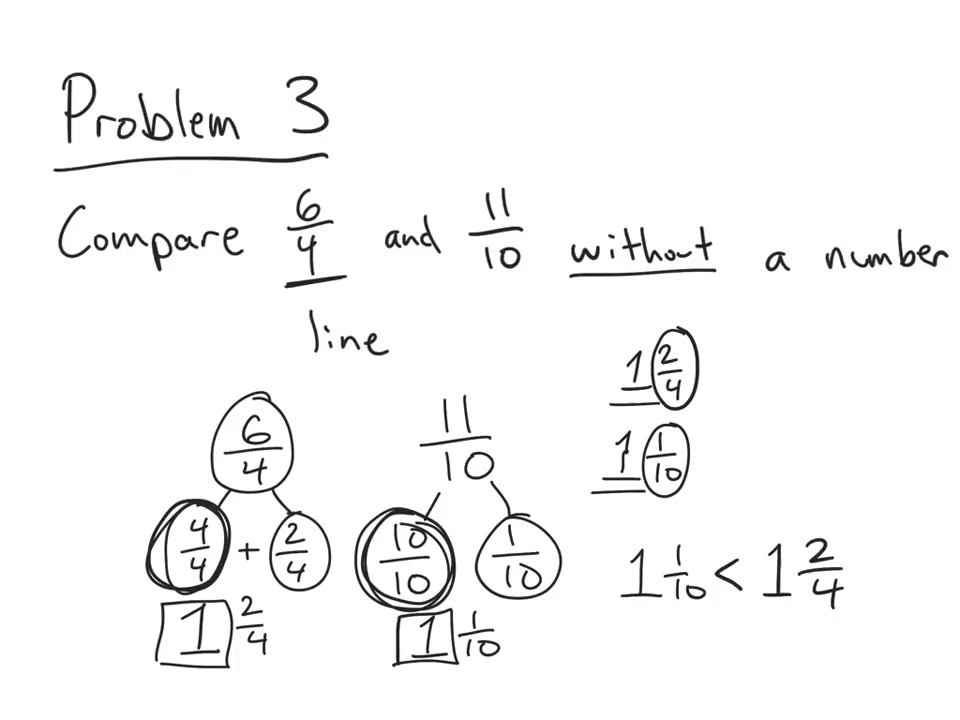 Problem 3
Compare 6/4 and 11/10 without a number
line
1 2/4
1 1/10
6/4
11/10
4/4 + 2/4
10/10 1/10
1 1/10 < 1 2/4
1 2/4
1 1/10